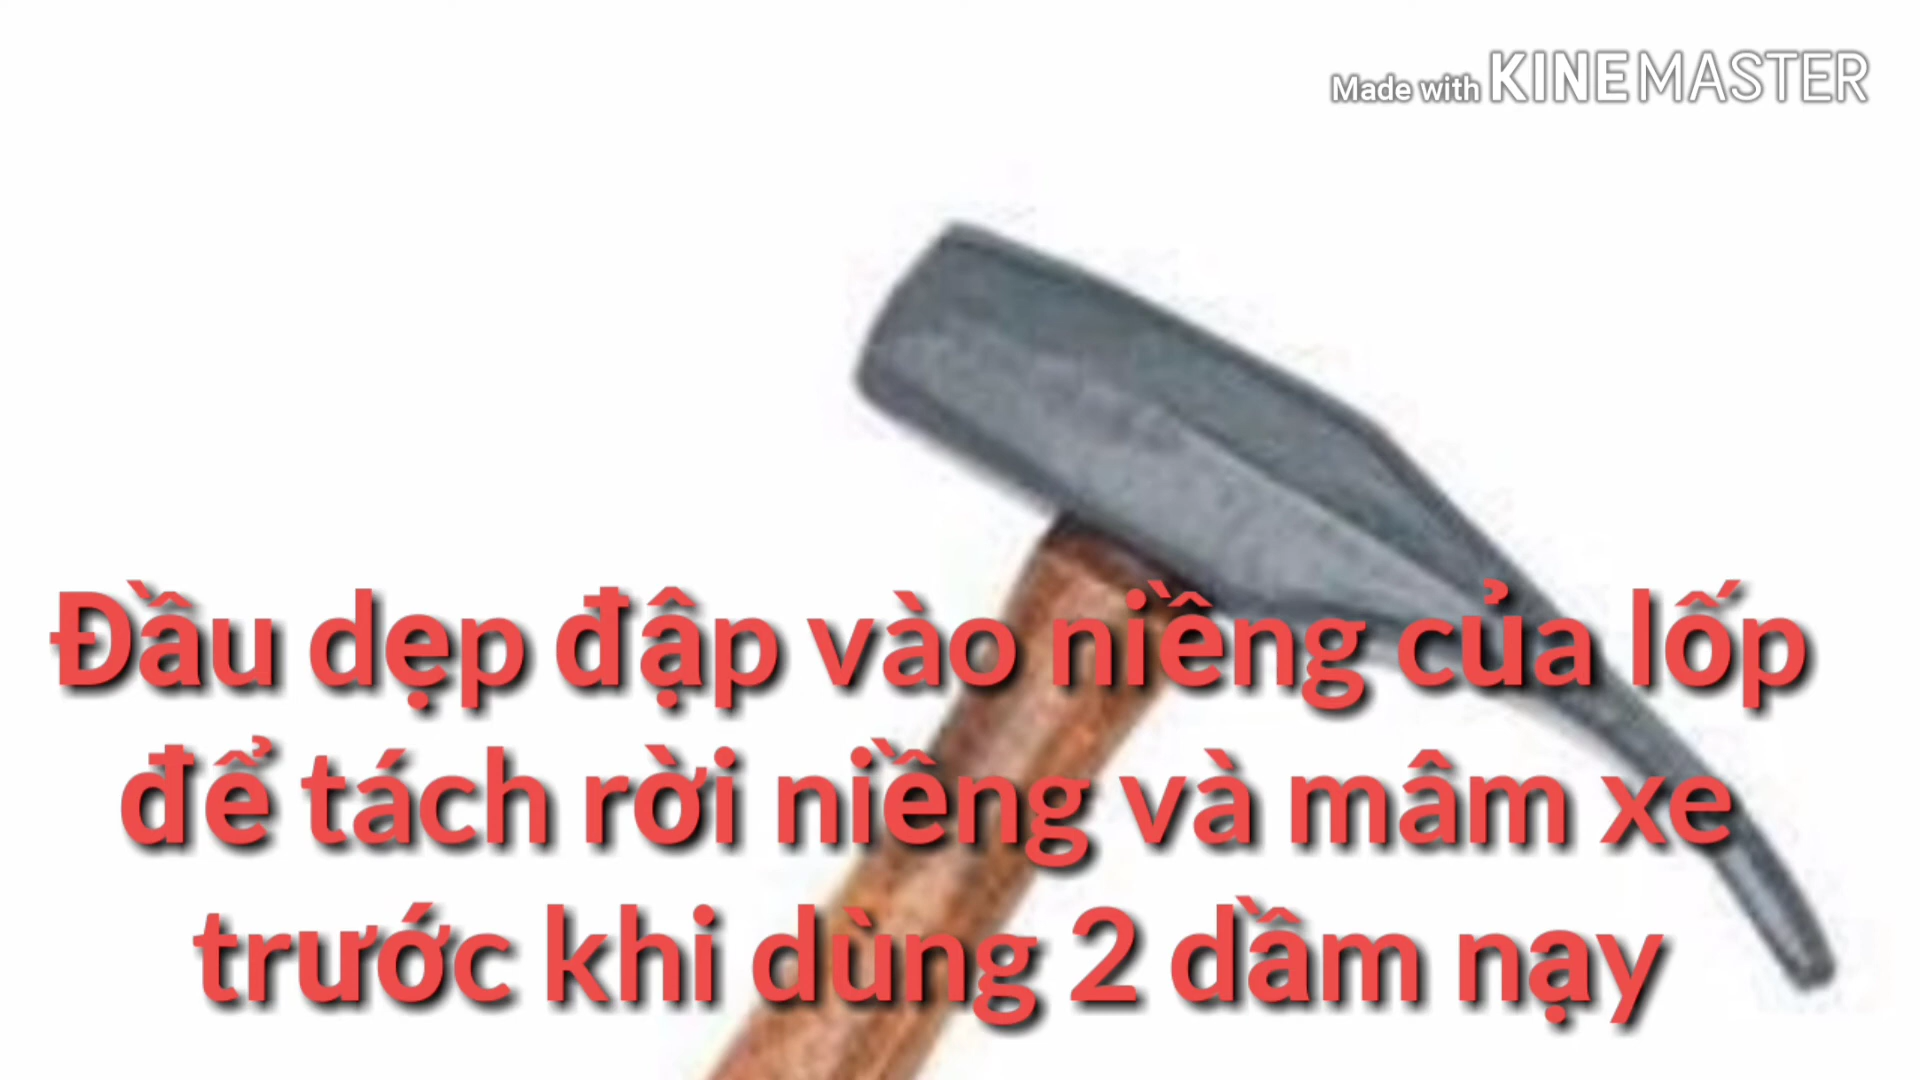 Made with KINEMASTER
Đầu dẹp đập vào niềng của lốp
để tách rời niềng và mâm xe
trước khi dùng 2 dầm nạy